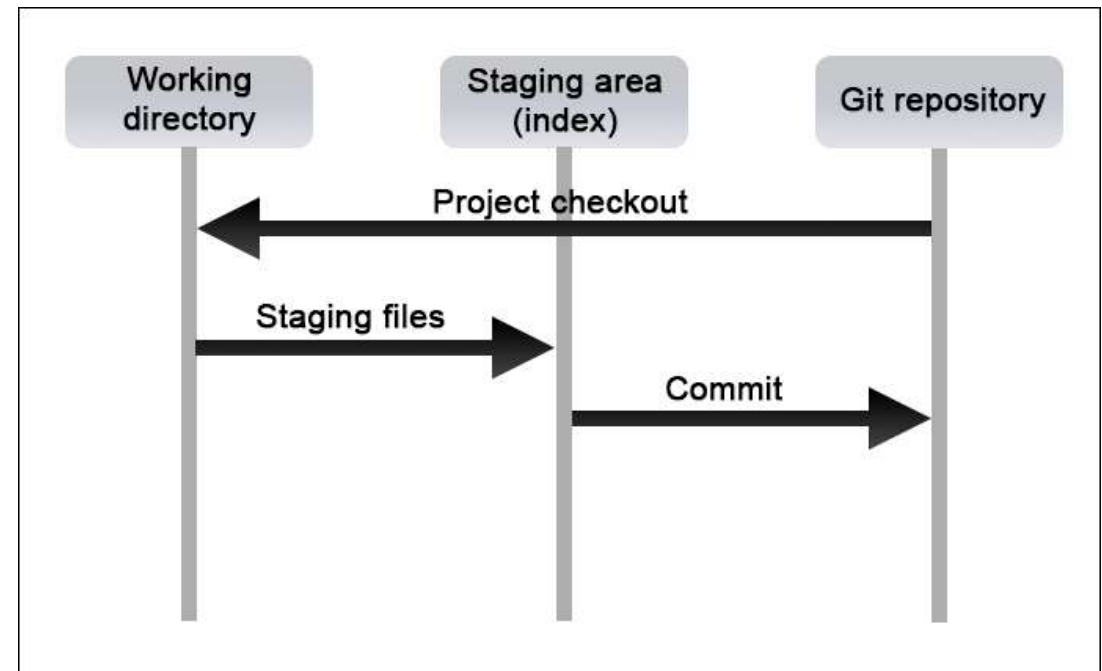 Working
directory
Staging area
(index)
Git repository
Project checkout
Staging files
Commit